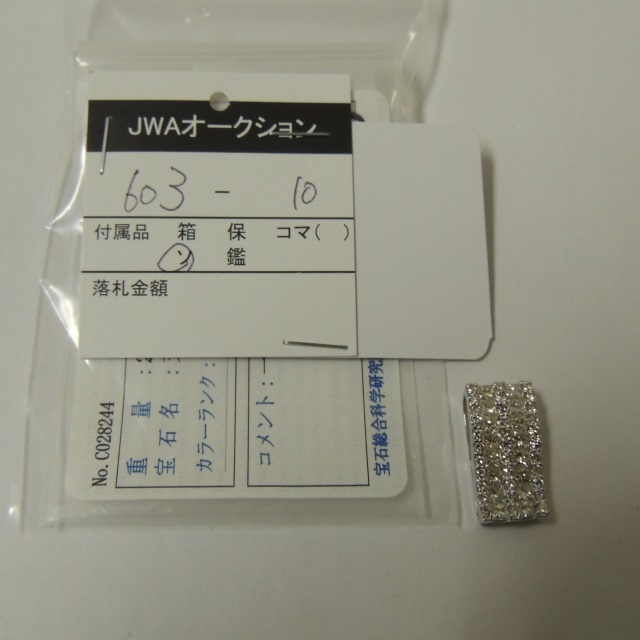 JWAオークション
603 - 10
付属品 箱 保 コマ( )
ソ 鑑
落札金額
No.C028244
重 量 :
宝 石 名 :
カラーランク :
コメント :
宝石総合科学研究